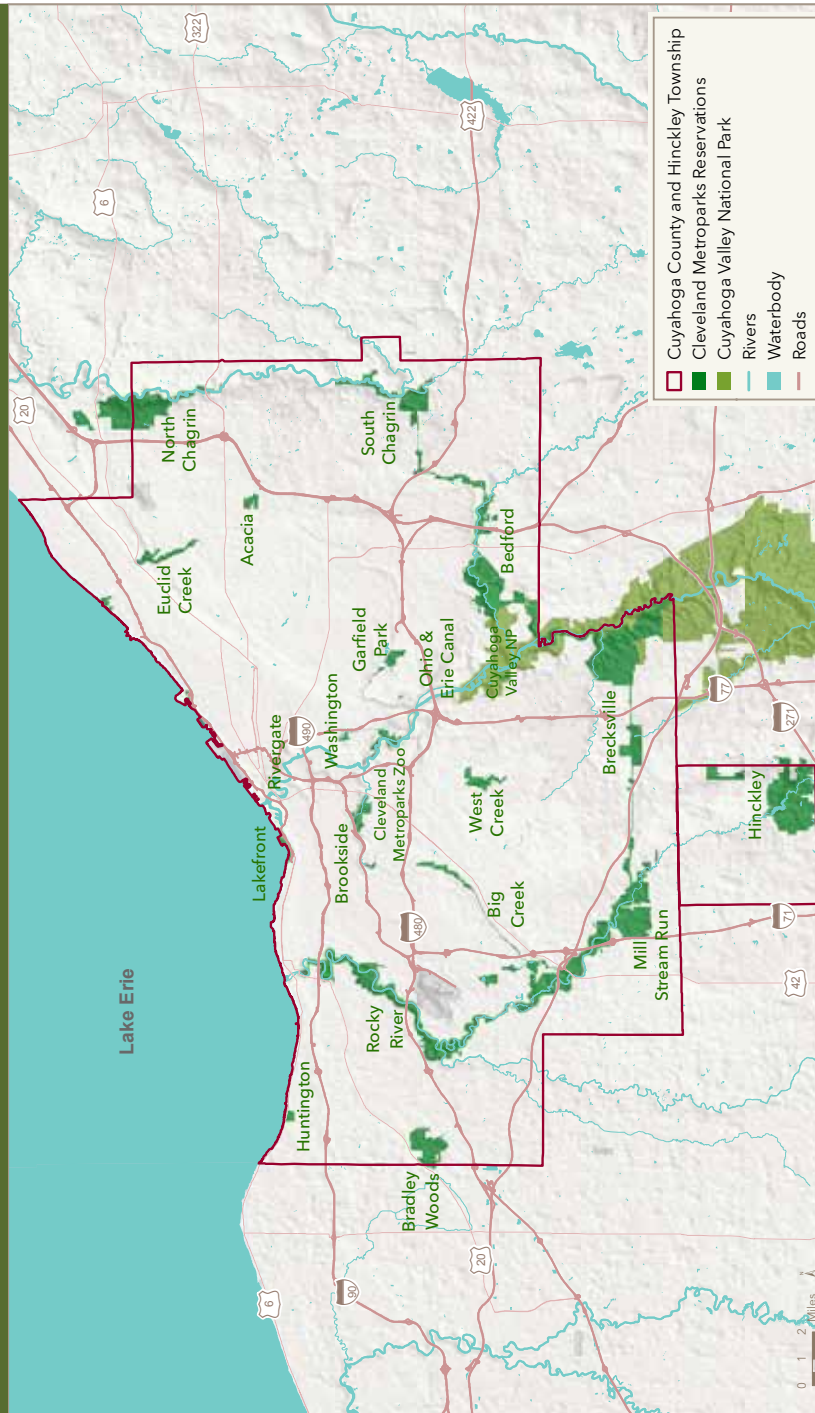 Lake Erie
322
6
20
422
North
Chagrin
South
Chagrin
Euclid
Creek
Acacia
Bedford
Garfield
Park
Ohio &
Erie Canal
Cuyahoga
Valley NP
Rivergate
490
Washington
Lakefront
Brookside
Cleveland
Metroparks Zoo
West
Creek
Brecksville
77
271
Hinckley
Big
Creek
480
Mill
Stream Run
71
42
Rocky
River
Huntington
Bradley
Woods
20
90
6
Cuyahoga County and Hinckley Township
Cleveland Metroparks Reservations
Cuyahoga Valley National Park
Rivers
Waterbody
Roads
0 1 2
Miles